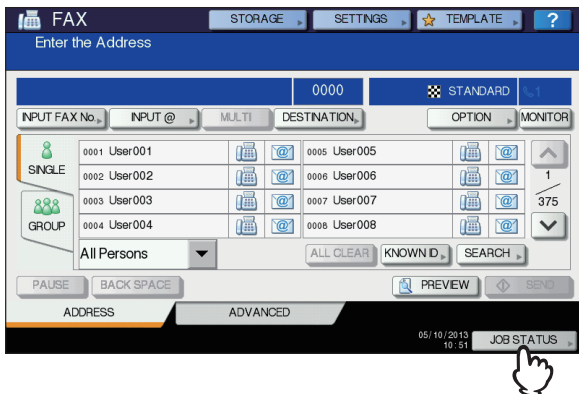 FAX STORAGE SETTINGS TEMPLATE ?
Enter the Address
0000 STANDARD 1
INPUT FAX No. INPUT @ MULTI DESTINATION OPTION MONITOR
SINGLE
0001 User001 @ 0005 User005 @
0002 User002 @ 0006 User006 @
0003 User003 @ 0007 User007 @
0004 User004 @ 0008 User008 @
1
375
GROUP
All Persons ALL CLEAR KNOWN ID SEARCH
PAUSE BACK SPACE PREVIEW SEND
ADDRESS ADVANCED
05/10/2013
10:51
JOB STATUS